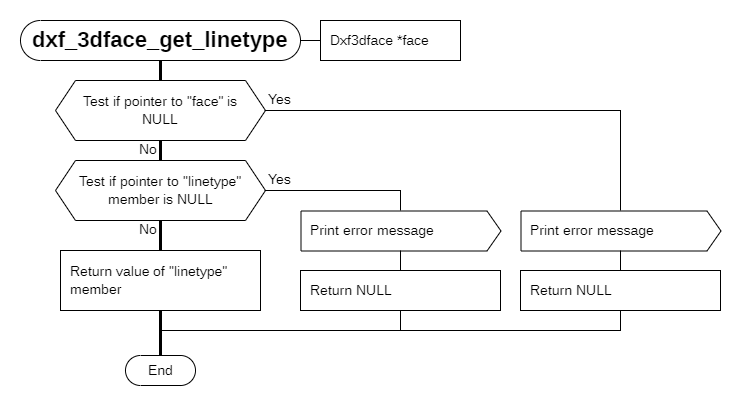 dxf_3dface_get_linetype
Dxf3dface *face
Test if pointer to "face" is
NULL
Yes
No
Test if pointer to "linetype"
member is NULL
Yes
No
Print error message
Print error message
Return value of "linetype"
member
Return NULL
Return NULL
End